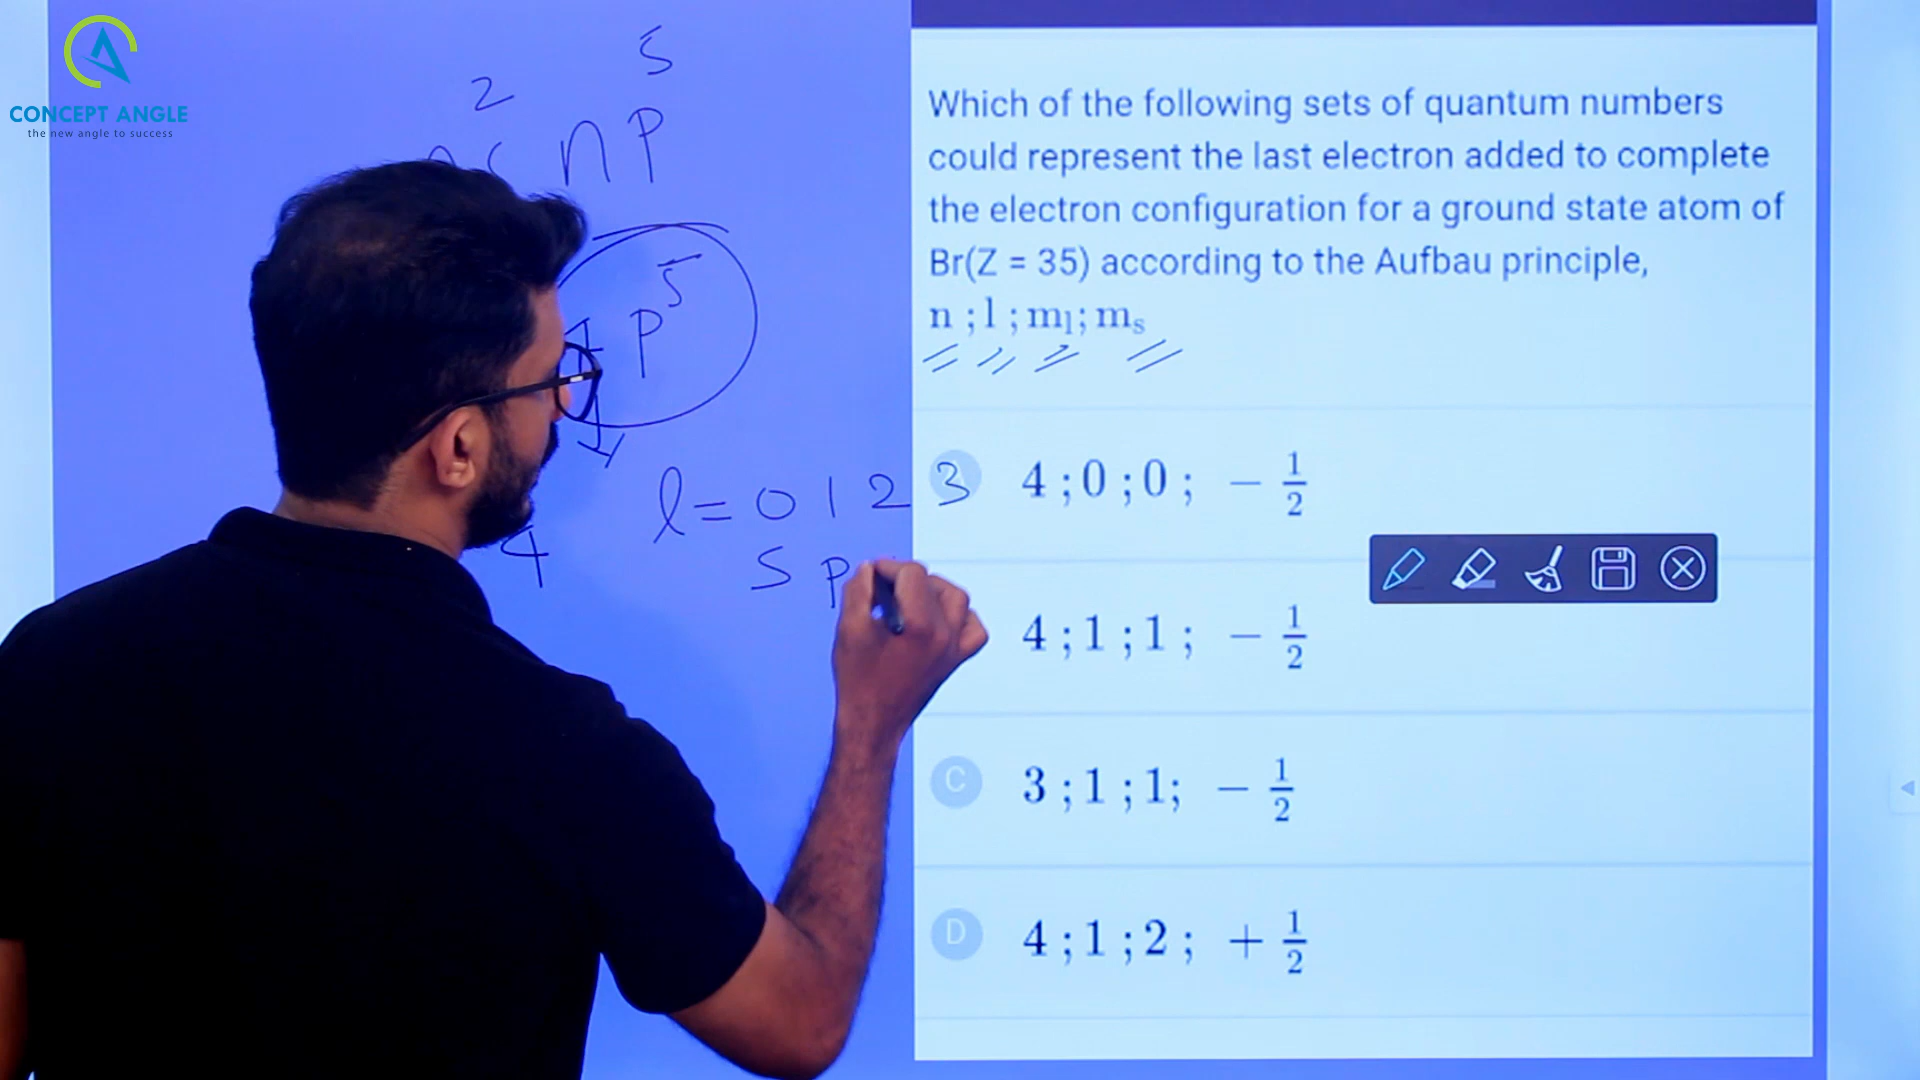 CONCEPT ANGLE
the new angle to success
2 5
n p
p 5
4
l = 0 1 2 3
s p
Which of the following sets of quantum numbers
could represent the last electron added to complete
the electron configuration for a ground state atom of
Br(Z = 35) according to the Aufbau principle,
n ; l ; mₗ; mₛ
4 ; 0 ; 0 ; − 1/2
4 ; 1 ; 1 ; − 1/2
C 3 ; 1 ; 1; − 1/2
D 4 ; 1 ; 2 ; + 1/2